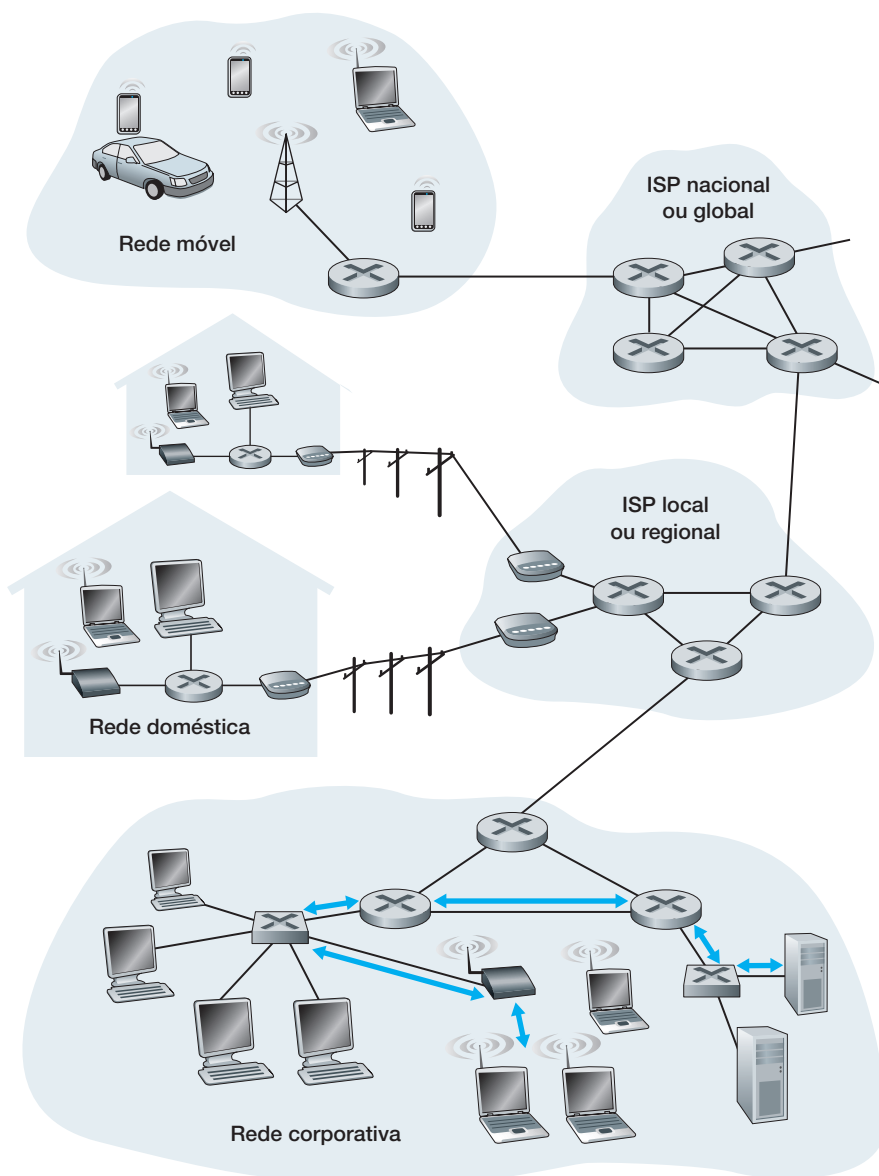 ISP nacional
ou global
Rede móvel
ISP local
ou regional
Rede doméstica
Rede corporativa